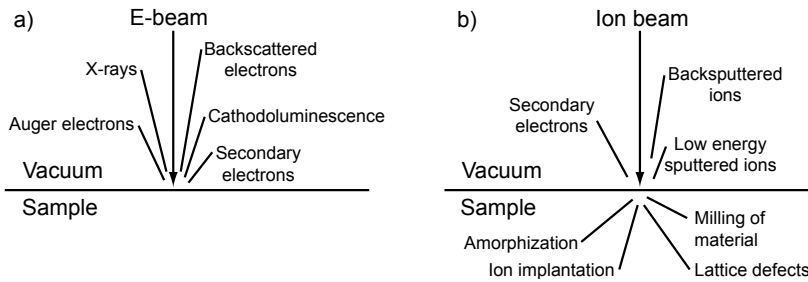 a)
E-beam
Backscattered
electrons
X-rays
Cathodoluminescence
Auger electrons
Secondary
electrons
Vacuum
Sample
b)
Ion beam
Backsputtered
ions
Secondary
electrons
Low energy
sputtered ions
Vacuum
Sample
Milling of
material
Amorphization
Ion implantation
Lattice defects